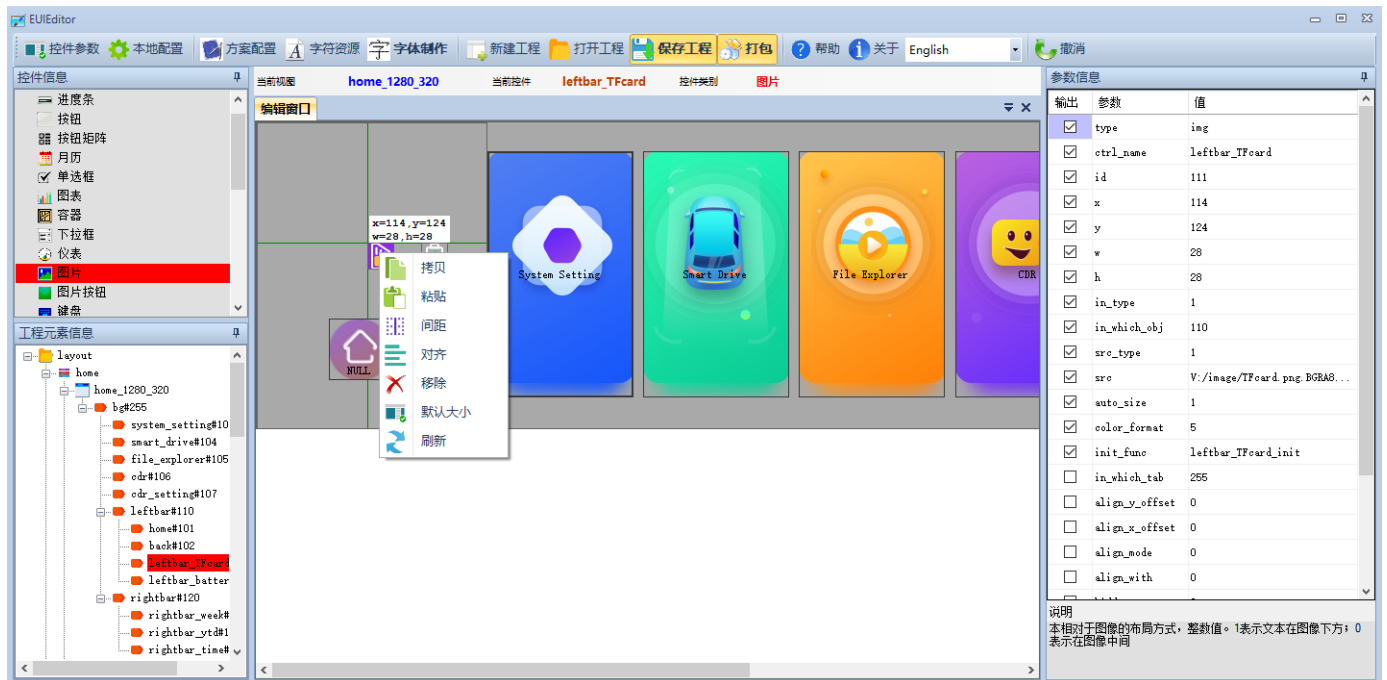 EUIEditor
控件参数 本地配置 方案配置 字符资源 字体制作 新建工程 打开工程 保存工程 打包 帮助 关于 English 撤消
控件信息
进度条
按钮
按钮矩阵
月历
单选框
图表
容器
下拉框
仪表
图片
图片按钮
键盘
工程元素信息
layout
home
home_1280_320
bg#255
system_setting#10
smart_drive#104
file_explorer#105
cdr#106
cdr_setting#107
leftbar#110
home#101
back#102
leftbar_TFcard
leftbar_batter
rightbar#120
rightbar_week#
rightbar_ytd#1
rightbar_time#
当前视图 home_1280_320 当前控件 leftbar_TFcard 控件类别 图片
编辑窗口
x=114,y=124
w=28,h=28
System Setting
Smart Drive
File Explorer
CDR
NULL
拷贝
粘贴
间距
对齐
移除
默认大小
刷新
参数信息
输出 参数 值
type img
ctrl_name leftbar_TFcard
id 111
x 114
y 124
w 28
h 28
in_type 1
in_which_obj 110
src_type 1
src V:/image/TFcard.png.BGRA8...
auto_size 1
color_format 5
init_func leftbar_TFcard_init
in_which_tab 255
align_y_offset 0
align_x_offset 0
align_mode 0
align_with 0
说明
本相对于图像的布局方式，整数值。1表示文本在图像下方；0
表示在图像中间